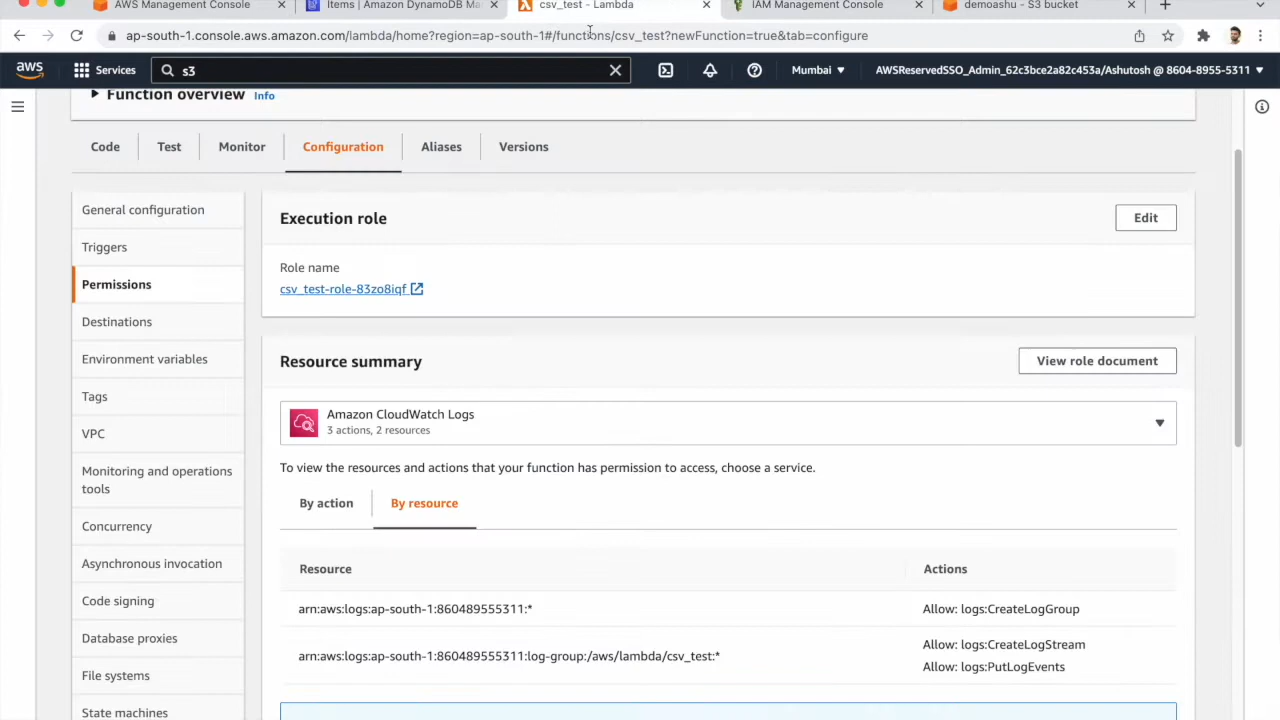 AWS Management Console
Items | Amazon DynamoDB Ma
csv_test - Lambda
IAM Management Console
demoashu - S3 bucket
ap-south-1.console.aws.amazon.com/lambda/home?region=ap-south-1#/functions/csv_test?newFunction=true&tab=configure
aws
Services
s3
Mumbai
AWSReservedSSO_Admin_62c3bce2a82c453a/Ashutosh @ 8604-8955-5311
Function overview Info
Code
Test
Monitor
Configuration
Aliases
Versions
General configuration
Triggers
Permissions
Destinations
Environment variables
Tags
VPC
Monitoring and operations
tools
Concurrency
Asynchronous invocation
Code signing
Database proxies
File systems
State machines
Execution role
Edit
Role name
csv_test-role-83zo8iqf
Resource summary
View role document
Amazon CloudWatch Logs
3 actions, 2 resources
To view the resources and actions that your function has permission to access, choose a service.
By action
By resource
Resource
Actions
arn:aws:logs:ap-south-1:860489555311:*
Allow: logs:CreateLogGroup
arn:aws:logs:ap-south-1:860489555311:log-group:/aws/lambda/csv_test:*
Allow: logs:CreateLogStream
Allow: logs:PutLogEvents